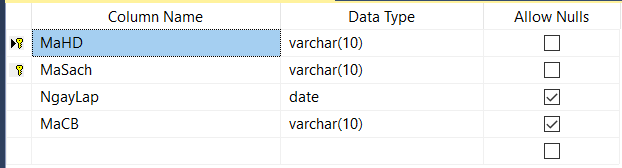 Column Name Data Type Allow Nulls
MaHD varchar(10)
MaSach varchar(10)
NgayLap date
MaCB varchar(10)